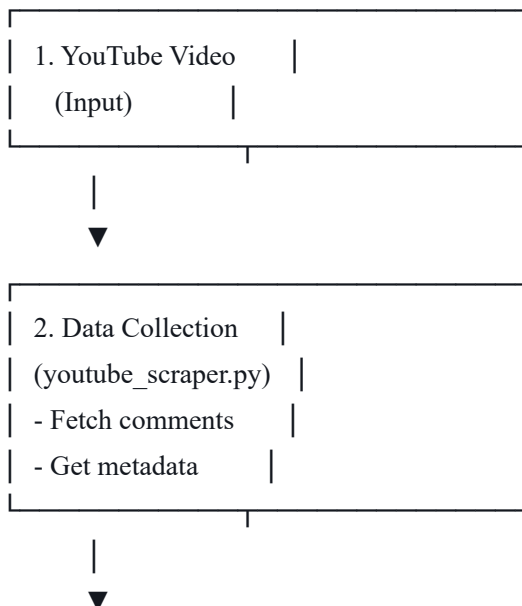 1. YouTube Video
(Input)
2. Data Collection
(youtube_scraper.py)
- Fetch comments
- Get metadata